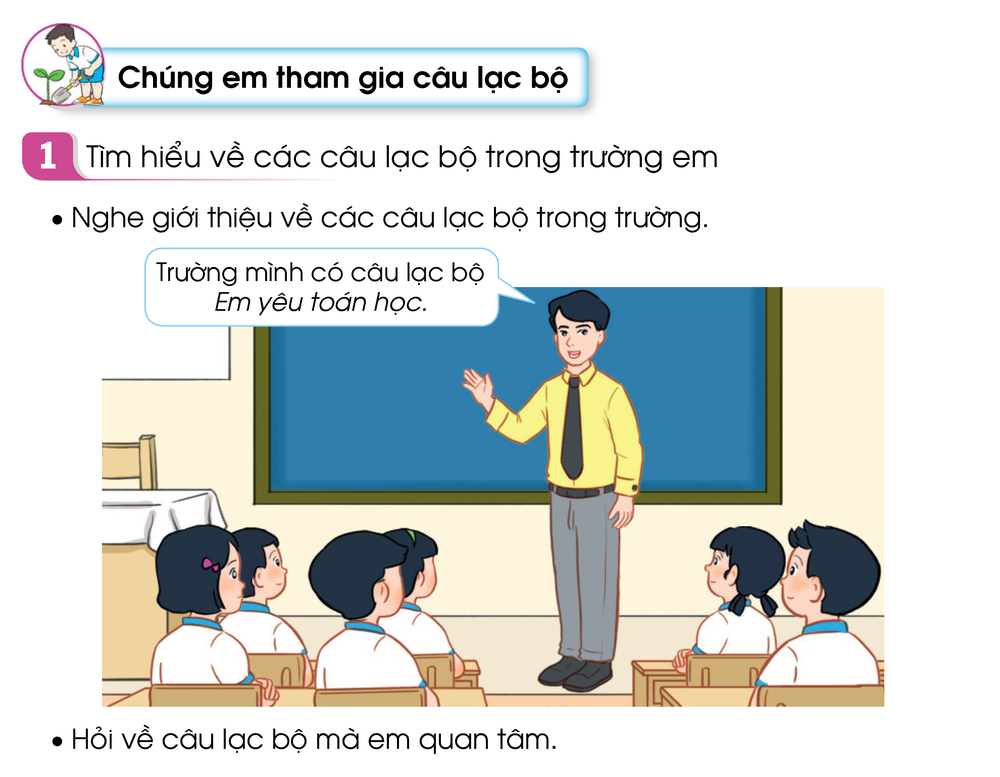 Chúng em tham gia câu lạc bộ
1 Tìm hiểu về các câu lạc bộ trong trường em
• Nghe giới thiệu về các câu lạc bộ trong trường.
Trường mình có câu lạc bộ
Em yêu toán học.
• Hỏi về câu lạc bộ mà em quan tâm.